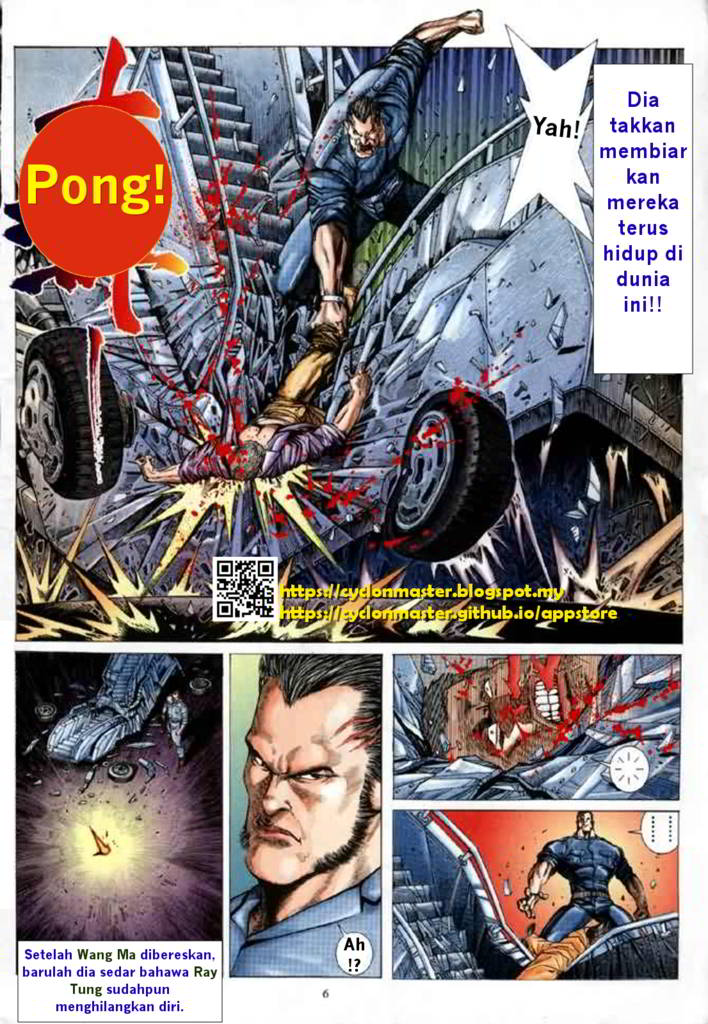 Pong!
Yah!
Dia
takkan
membiar
kan
mereka
terus
hidup di
dunia
ini!!
https://cyclonmaster.blogspot.my
https://cyclonmaster.github.io/appstore
Setelah Wang Ma dibereskan,
barulah dia sedar bahawa Ray
Tung sudahpun
menghilangkan diri.
Ah
!?
6